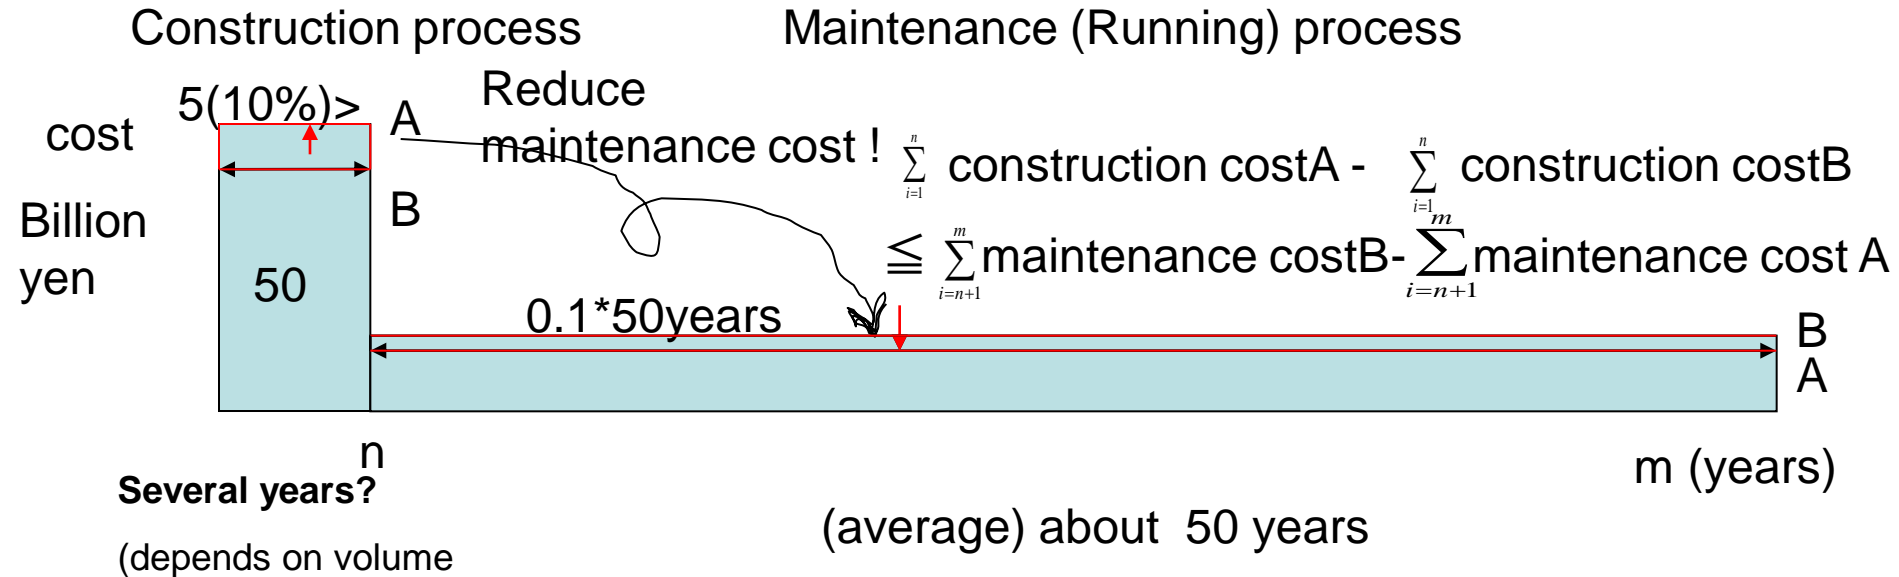 Construction process
Maintenance (Running) process
5(10%)>
A
Reduce
maintenance cost !
cost
Billion
yen
B
50
n ∑ i=1 construction costA - n ∑ i=1 construction costB
≦ m ∑ i=n+1 maintenance costB- m ∑ i=n+1 maintenance cost A
0.1*50years
B
A
n
m (years)
Several years?
(average) about 50 years
(depends on volume